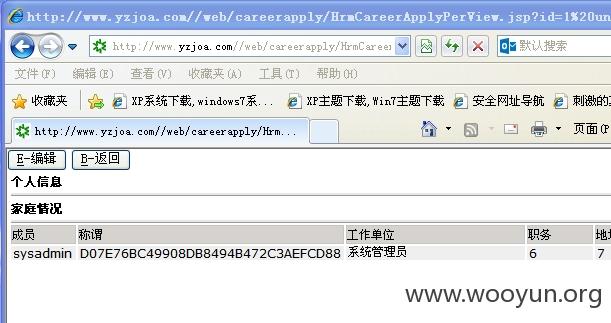 http://www.yzjoa.com//web/careerapply/HrmCareerApplyPerView.jsp?id=1%20un
http://www.yzjoa.com//web/careerapply/HrmCareer
默认搜索
文件(F) 编辑(E) 查看(V) 收藏夹(A) 工具(T) 帮助(H)
收藏夹 XP系统下载,windows7系... XP主题下载,Win7主题下载 安全网址导航 刺激的
http://www.yzjoa.com//web/careerapply/Hrm...
页面(P
E-编辑 B-返回
个人信息
家庭情况
成员 称谓 工作单位 职务
sysadmin D07E76BC49908DB8494B472C3AEFCD88 系统管理员 6 7
www.wooyun.org